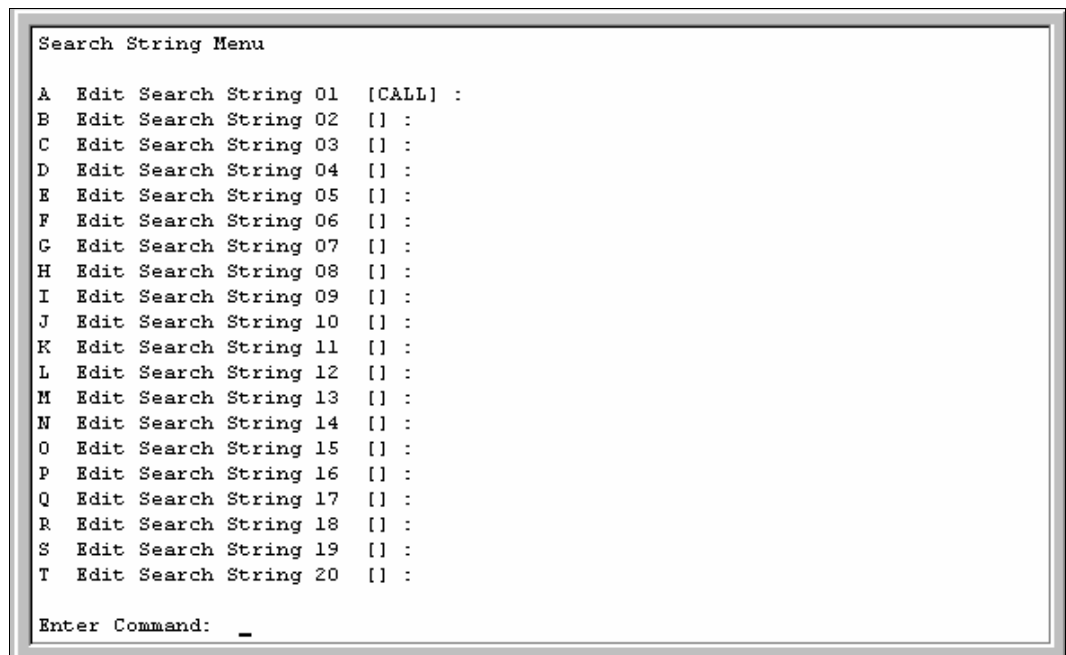 Search String Menu
A Edit Search String 01 [CALL] :
B Edit Search String 02 [] :
C Edit Search String 03 [] :
D Edit Search String 04 [] :
E Edit Search String 05 [] :
F Edit Search String 06 [] :
G Edit Search String 07 [] :
H Edit Search String 08 [] :
I Edit Search String 09 [] :
J Edit Search String 10 [] :
K Edit Search String 11 [] :
L Edit Search String 12 [] :
M Edit Search String 13 [] :
N Edit Search String 14 [] :
O Edit Search String 15 [] :
P Edit Search String 16 [] :
Q Edit Search String 17 [] :
R Edit Search String 18 [] :
S Edit Search String 19 [] :
T Edit Search String 20 [] :
Enter Command: _